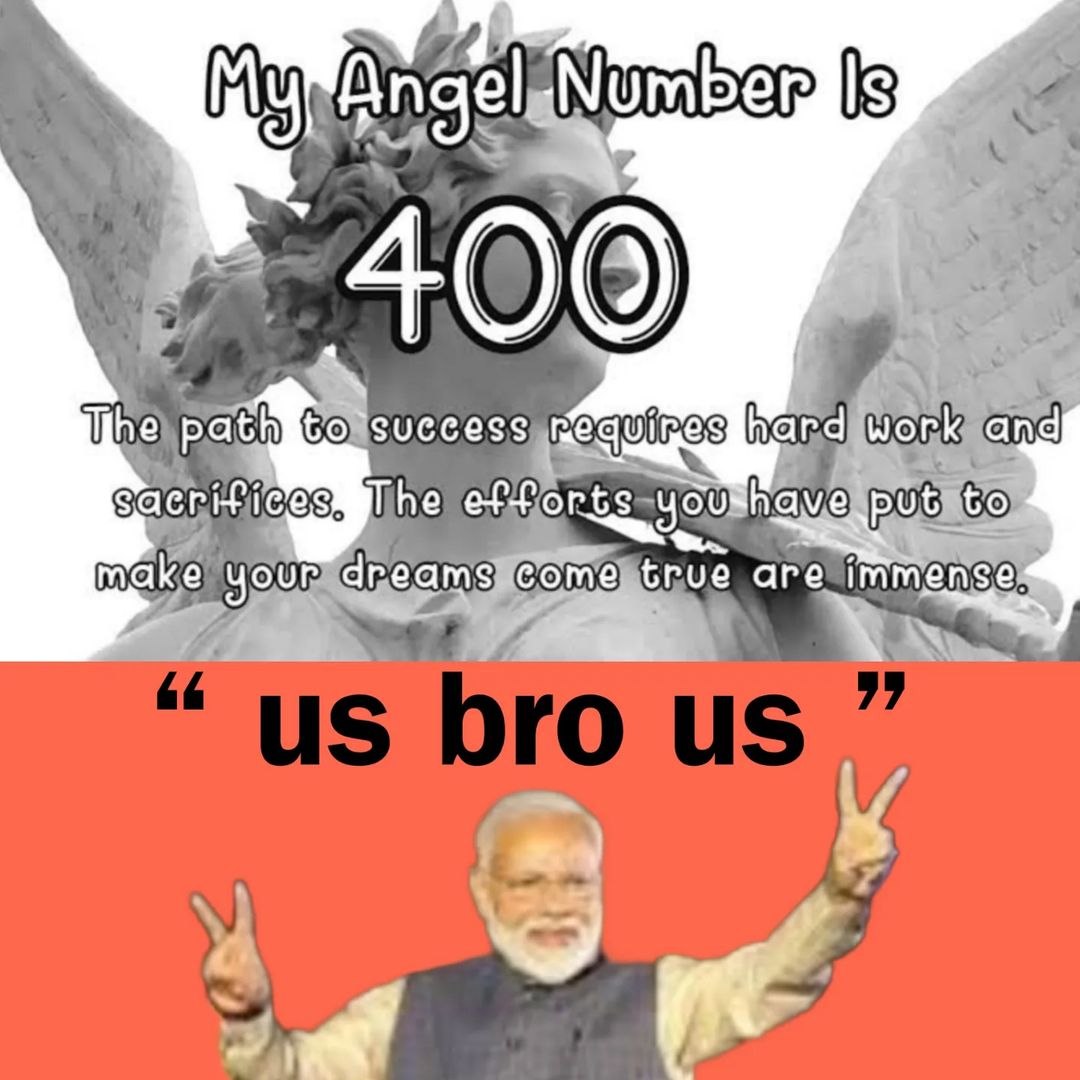 My Angel Number Is
400
The path to success requires hard work and
sacrifices. The efforts you have put to
make your dreams come true are immense.
“ us bro us ”